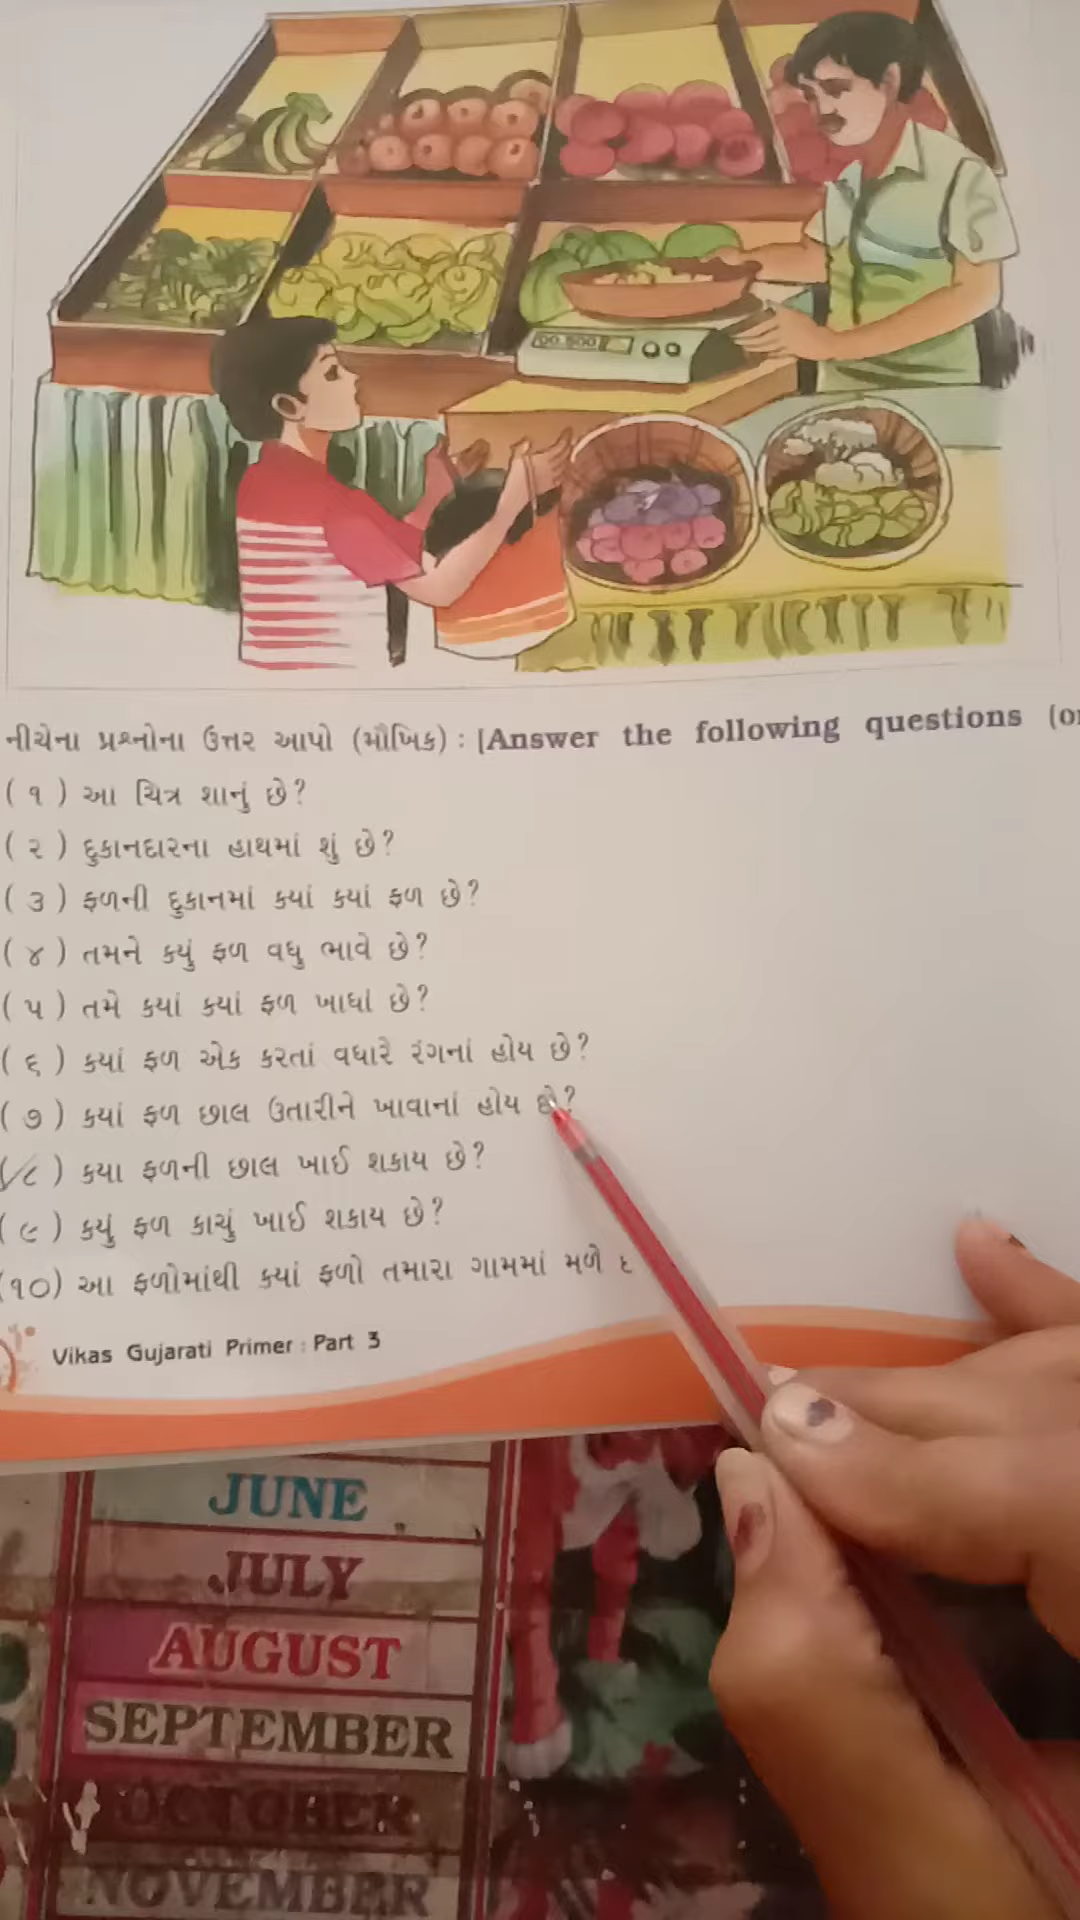 00.500
નીચેના પ્રશ્નોના ઉત્તર આપો (મૌખિક) : [Answer the following questions
(૧) આ ચિત્ર શાનું છે?
(૨) દુકાનદારના હાથમાં શું છે?
(૩) ફળની દુકાનમાં કયાં કયાં ફળ છે?
(૪) તમને કયું ફળ વધુ ભાવે છે?
(૫) તમે કયાં કયાં ફળ ખાધાં છે?
(૬) કયાં ફળ એક કરતાં વધારે રંગનાં હોય છે?
(૭) કયાં ફળ છાલ ઉતારીને ખાવાનાં હોય છે?
(૮) કયા ફળની છાલ ખાઈ શકાય છે?
(૯) કયું ફળ કાચું ખાઈ શકાય છે?
(૧૦) આ ફળોમાંથી કયાં ફળો તમારા ગામમાં મળે
Vikas Gujarati Primer : Part 3
JUNE
JULY
AUGUST
SEPTEMBER
OCTOBER
NOVEMBER